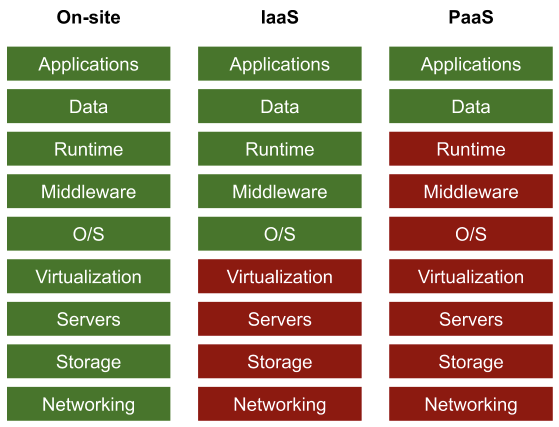 On-site IaaS PaaS
Applications Applications Applications
Data Data Data
Runtime Runtime Runtime
Middleware Middleware Middleware
O/S O/S O/S
Virtualization Virtualization Virtualization
Servers Servers Servers
Storage Storage Storage
Networking Networking Networking